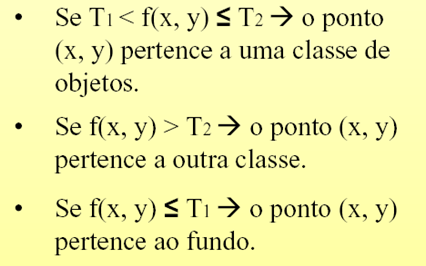 • Se T1 < f(x, y) ≤ T2 → o ponto
(x, y) pertence a uma classe de
objetos.
• Se f(x, y) > T2 → o ponto (x, y)
pertence a outra classe.
• Se f(x, y) ≤ T1 → o ponto (x, y)
pertence ao fundo.